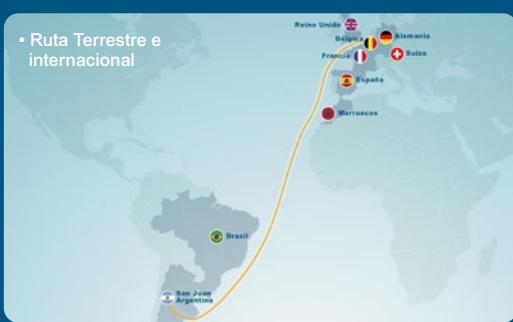 • Ruta Terrestre e
internacional
Reino Unido
Bélgica
Alemania
Francia
Suiza
España
Marruecos
Brasil
San Juan
Argentina